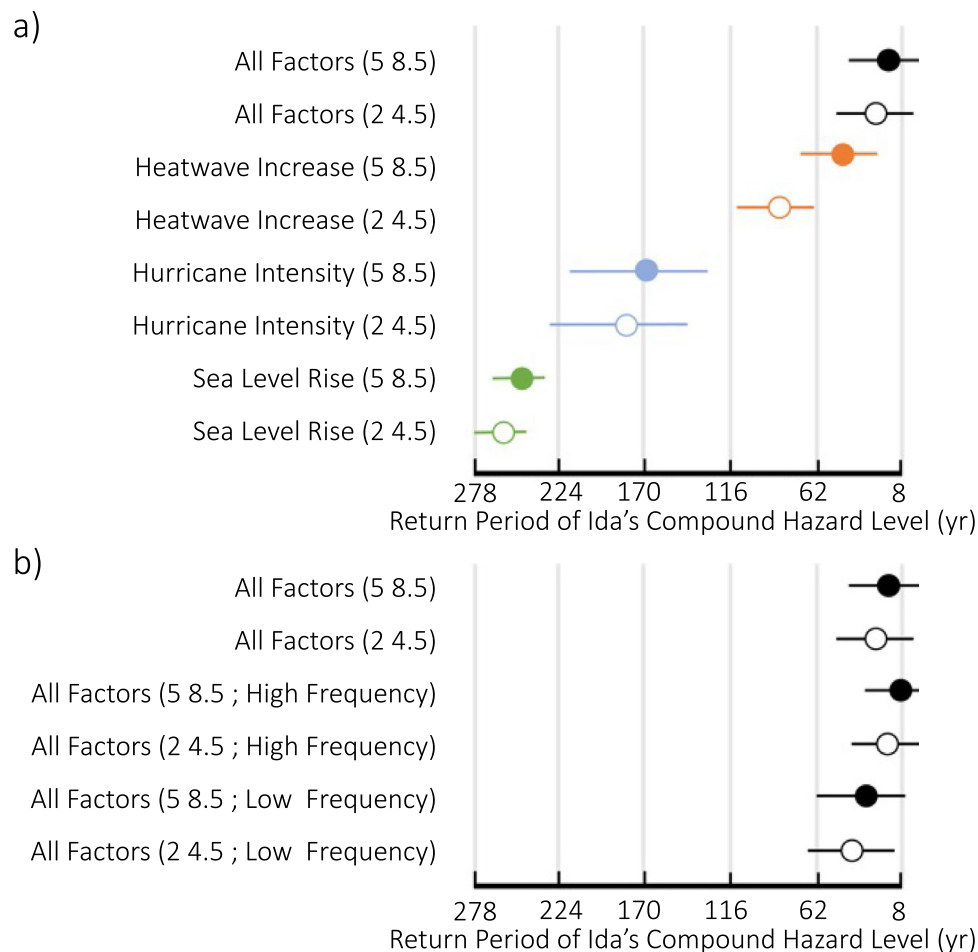 a)
All Factors (5 8.5)
All Factors (2 4.5)
Heatwave Increase (5 8.5)
Heatwave Increase (2 4.5)
Hurricane Intensity (5 8.5)
Hurricane Intensity (2 4.5)
Sea Level Rise (5 8.5)
Sea Level Rise (2 4.5)
278 224 170 116 62 8
Return Period of Ida's Compound Hazard Level (yr)
b)
All Factors (5 8.5)
All Factors (2 4.5)
All Factors (5 8.5 ; High Frequency)
All Factors (2 4.5 ; High Frequency)
All Factors (5 8.5 ; Low  Frequency)
All Factors (2 4.5 ; Low  Frequency)
278 224 170 116 62 8
Return Period of Ida's Compound Hazard Level (yr)